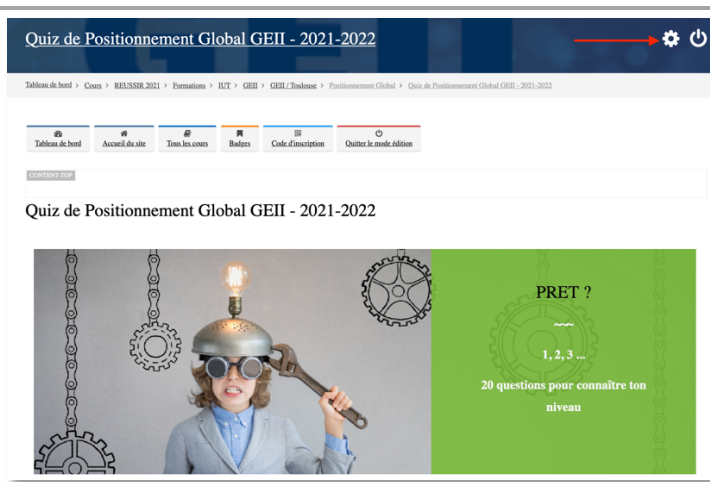 Quiz de Positionnement Global GEII - 2021-2022
Tableau de bord > Cours > REUSSIR 2021 > Formations > IUT > GEII > GEII / Toulouse > Positionnement Global > Quiz de Positionnement Global GEII - 2021-2022
Tableau de bord Accueil du site Tous les cours Badges Code d'inscription Quitter le mode édition
CONTENT-TOP
Quiz de Positionnement Global GEII - 2021-2022
PRET ?
~~~
1, 2, 3 ...
20 questions pour connaître ton
niveau